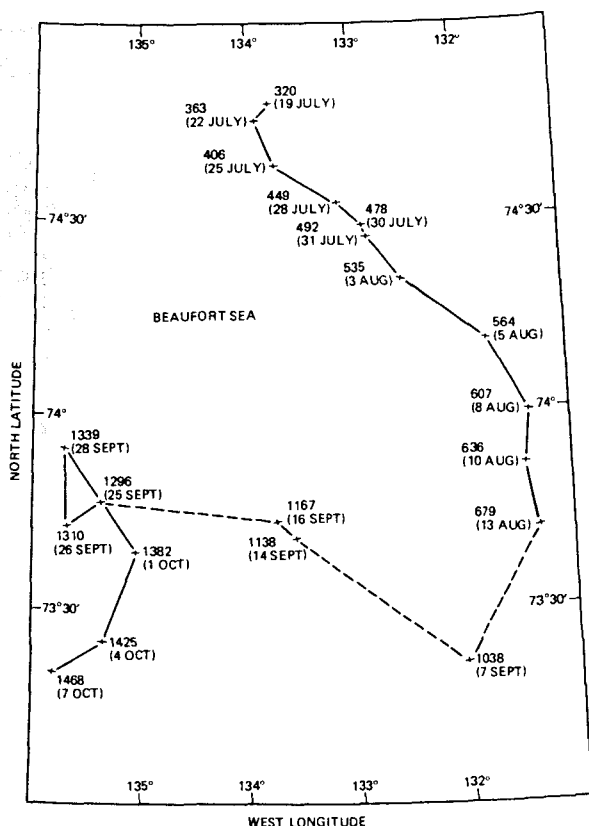 135°
134°
133°
132°
320
(19 JULY)
363
(22 JULY)
406
(25 JULY)
449
(28 JULY)
478
(30 JULY)
74°30'
74°30'
492
(31 JULY)
535
(3 AUG)
BEAUFORT SEA
564
(5 AUG)
607
(8 AUG)
74°
74°
NORTH LATITUDE
1339
(28 SEPT)
636
(10 AUG)
1296
(25 SEPT)
1167
(16 SEPT)
679
(13 AUG)
1310
(26 SEPT)
1138
(14 SEPT)
1382
(1 OCT)
73°30'
73°30'
1425
(4 OCT)
1038
(7 SEPT)
1468
(7 OCT)
135°
134°
133°
132°
WEST LONGITUDE